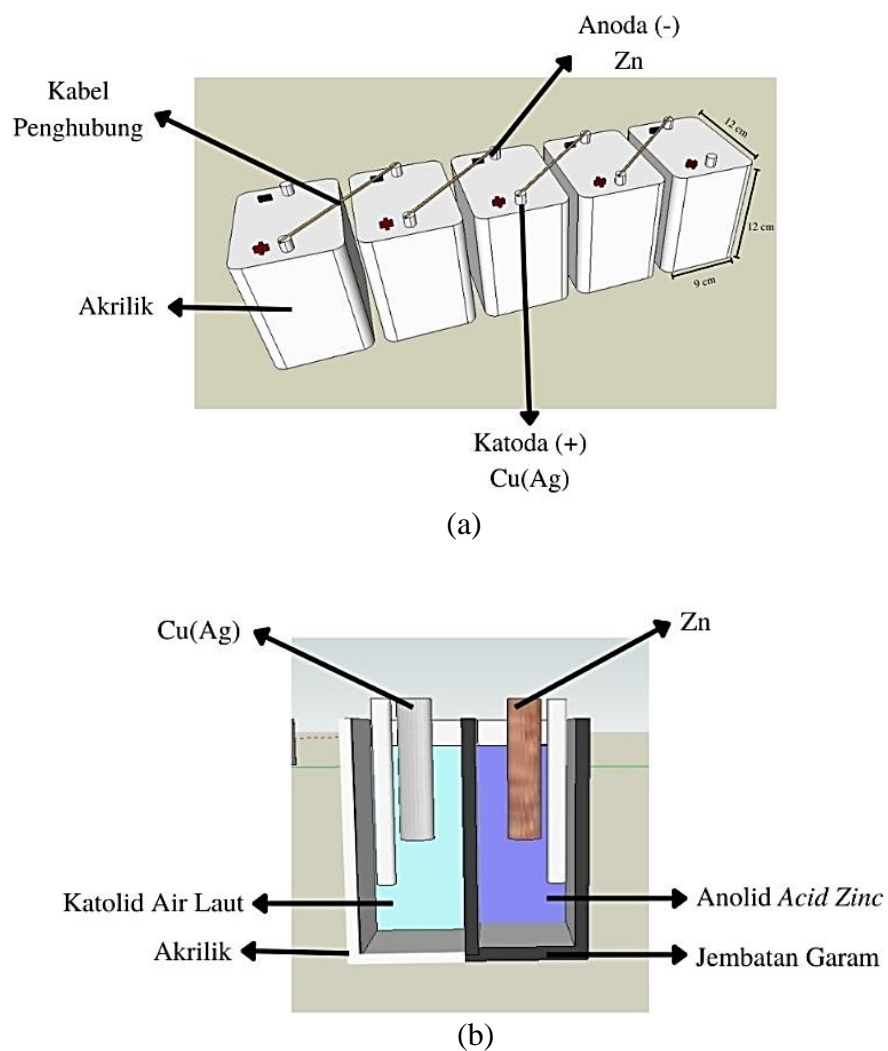 Anoda (-)
Zn
Kabel
Penghubung
12 cm
12 cm
9 cm
Akrilik
Katoda (+)
Cu(Ag)
(a)
Cu(Ag)
Zn
Katolid Air Laut
Anolid Acid Zinc
Akrilik
Jembatan Garam
(b)